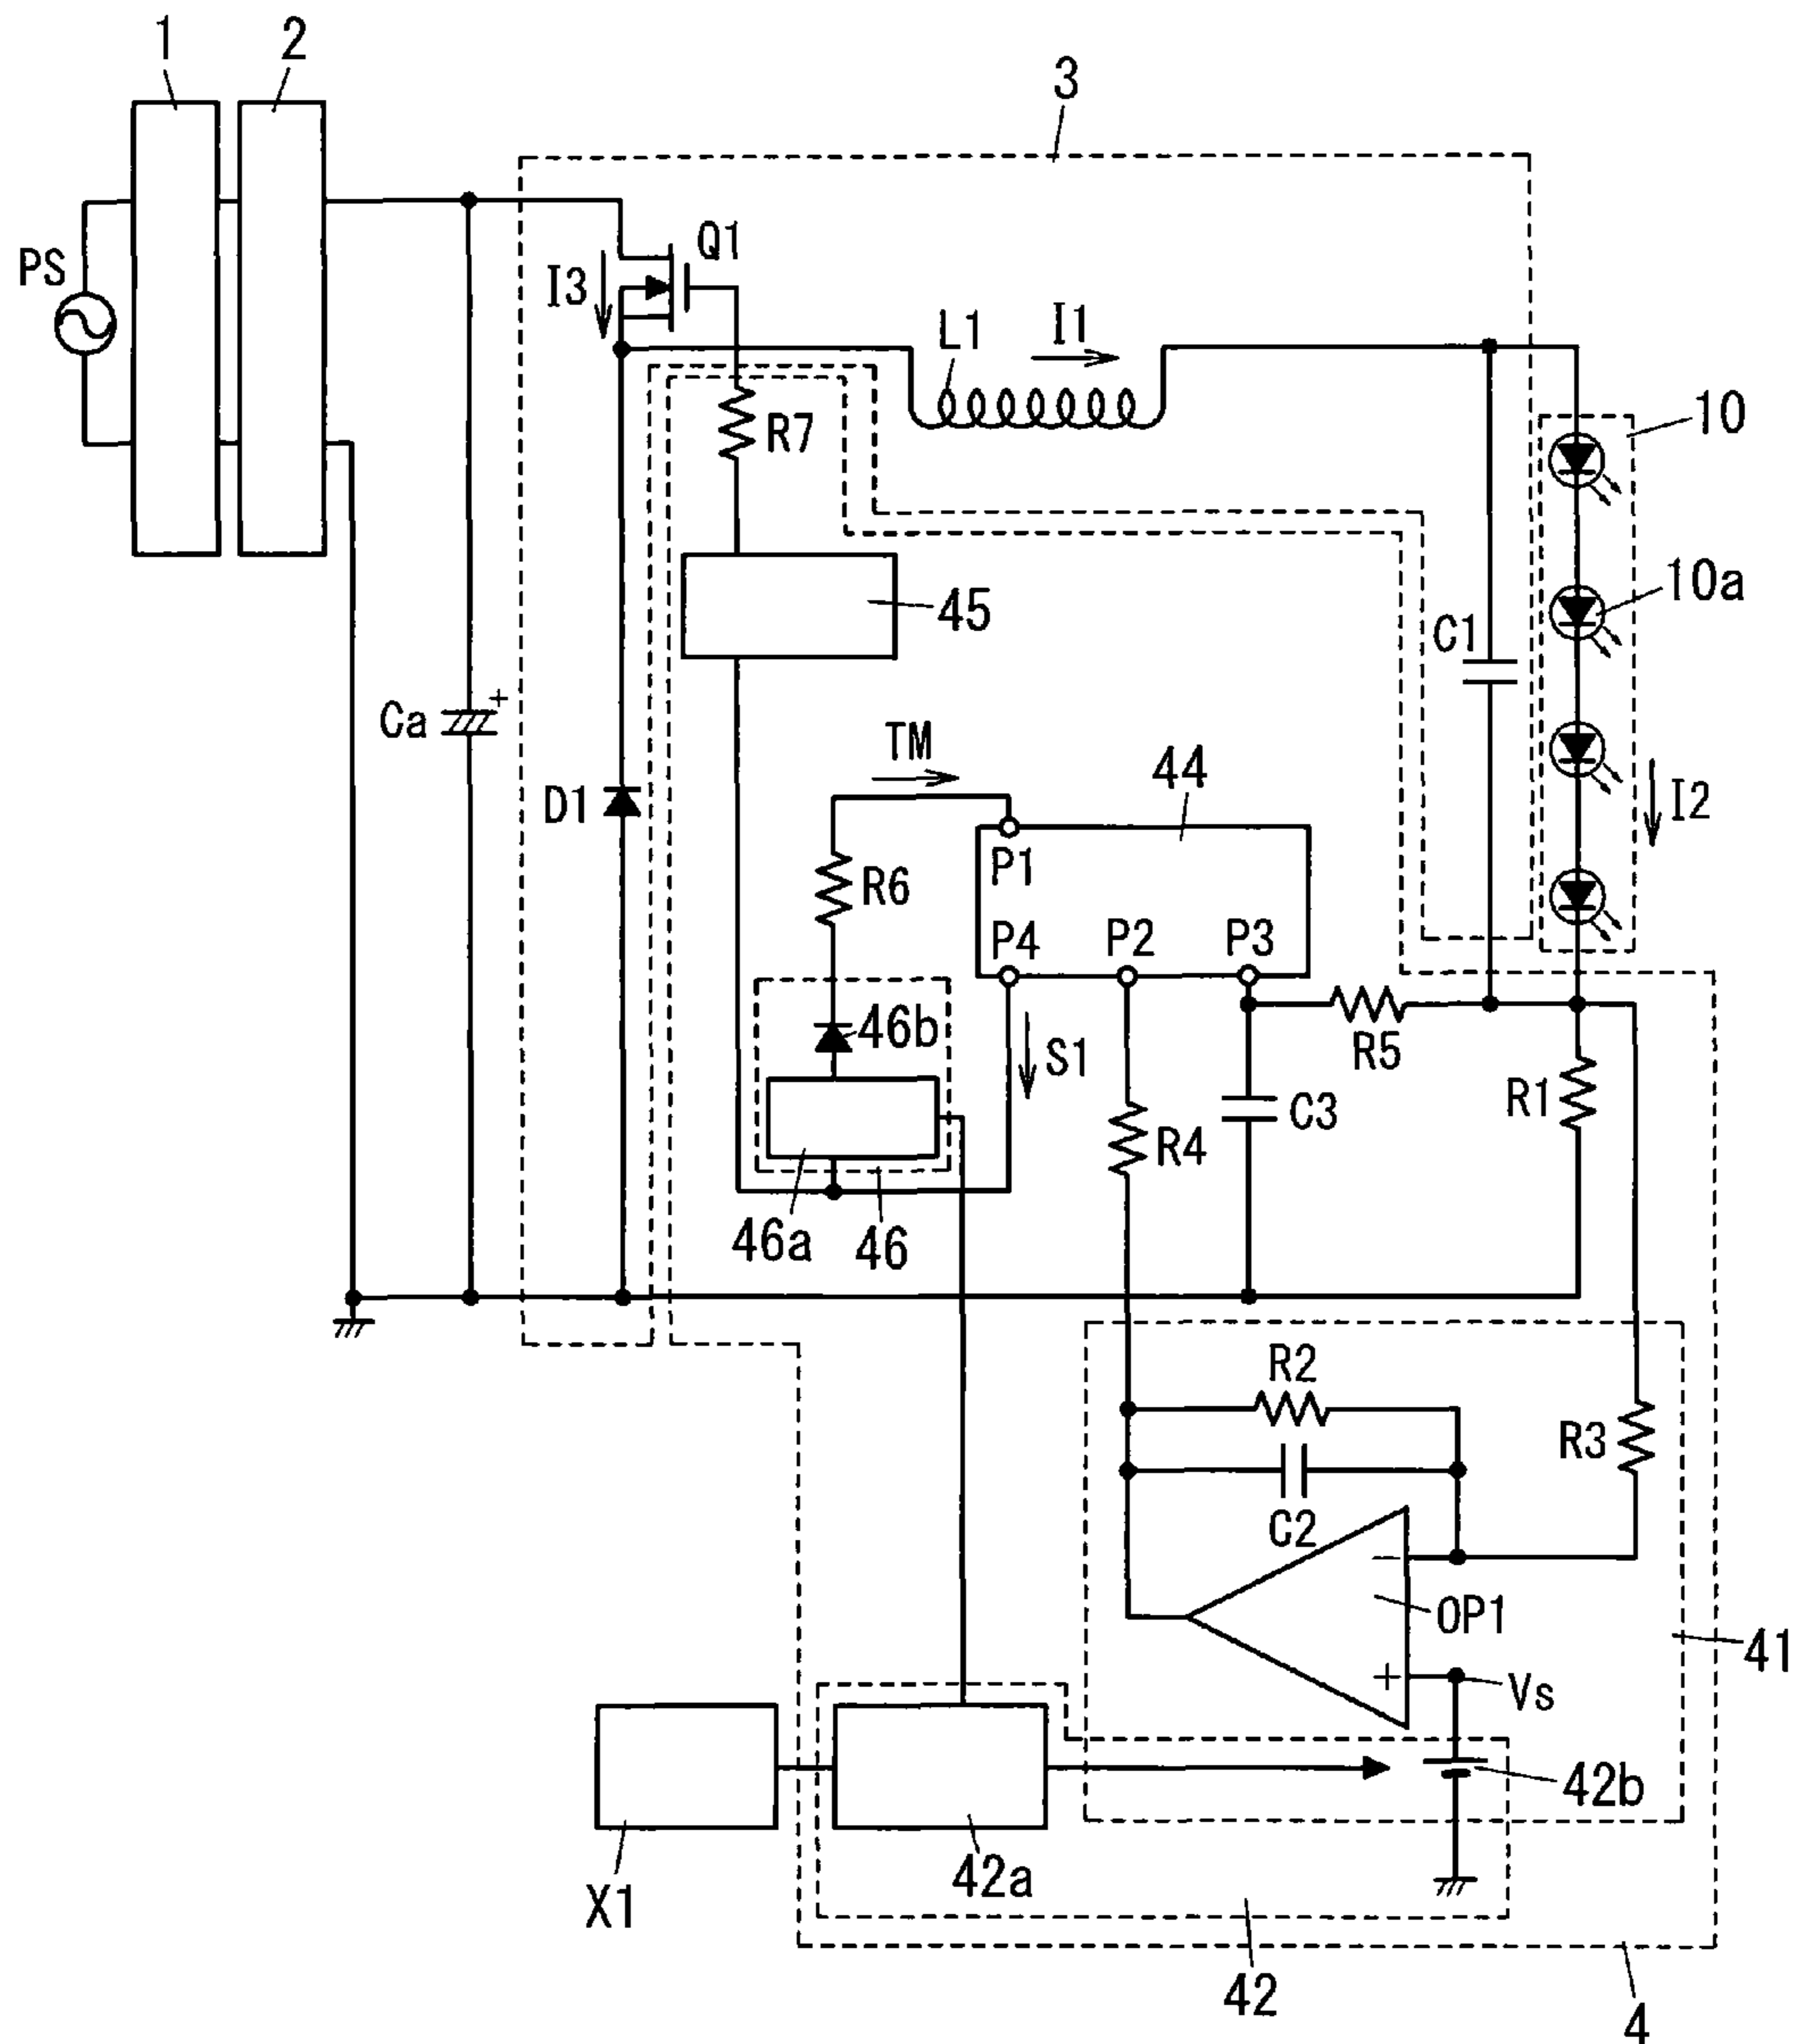 1
2
3
PS
I3
Q1
L1
I1
R7
10
10a
45
C1
Ca
+
TM
44
D1
I2
P1
R6
P4
P2
P3
46b
S1
R5
C3
R1
R4
46a
46
R2
R3
C2
−
OP1
41
+
Vs
42b
X1
42a
42
4